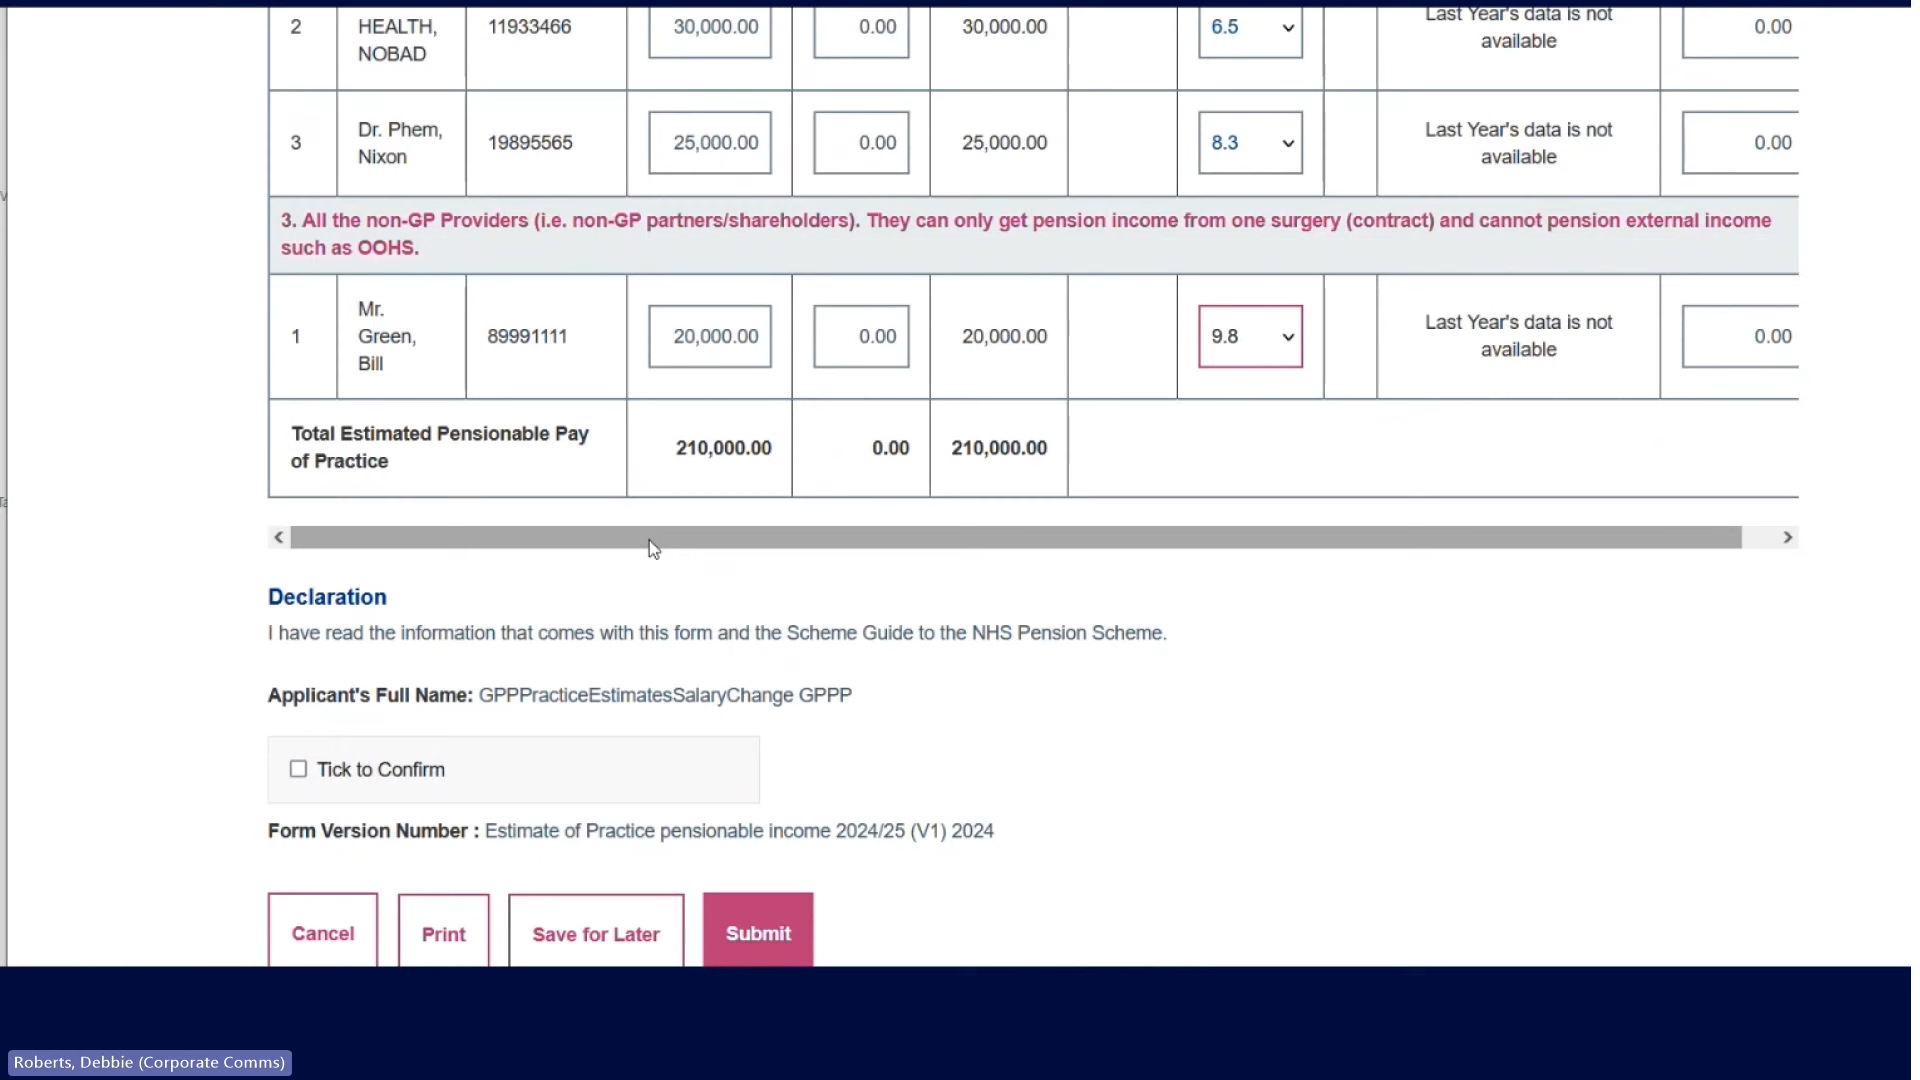 2 HEALTH, NOBAD 11933466 30,000.00 0.00 30,000.00 6.5 Last Year's data is not available 0.00
3 Dr. Phem, Nixon 19895565 25,000.00 0.00 25,000.00 8.3 Last Year's data is not available 0.00
3. All the non-GP Providers (i.e. non-GP partners/shareholders). They can only get pension income from one surgery (contract) and cannot pension external income
such as OOHS.
1 Mr. Green, Bill 89991111 20,000.00 0.00 20,000.00 9.8 Last Year's data is not available 0.00
Total Estimated Pensionable Pay of Practice 210,000.00 0.00 210,000.00
Declaration
I have read the information that comes with this form and the Scheme Guide to the NHS Pension Scheme.
Applicant's Full Name: GPPPracticeEstimatesSalaryChange GPPP
Tick to Confirm
Form Version Number : Estimate of Practice pensionable income 2024/25 (V1) 2024
Cancel Print Save for Later Submit
Roberts, Debbie (Corporate Comms)